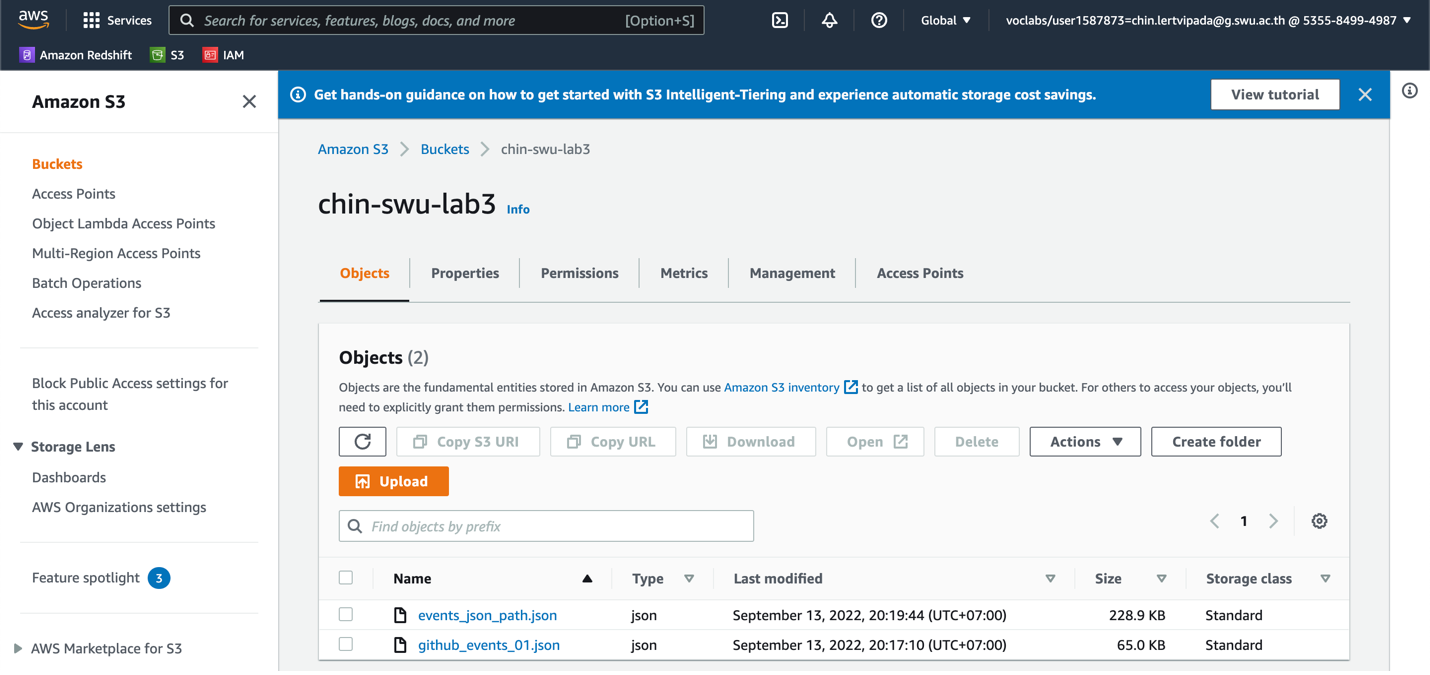 aws
Services
Search for services, features, blogs, docs, and more
[Option+S]
Global
voclabs/user1587873=chin.lertvipada@g.swu.ac.th @ 5355-8499-4987
Amazon Redshift
S3
IAM
Amazon S3
Buckets
Access Points
Object Lambda Access Points
Multi-Region Access Points
Batch Operations
Access analyzer for S3
Block Public Access settings for
this account
Storage Lens
Dashboards
AWS Organizations settings
Feature spotlight 3
AWS Marketplace for S3
Get hands-on guidance on how to get started with S3 Intelligent-Tiering and experience automatic storage cost savings.
View tutorial
Amazon S3 Buckets chin-swu-lab3
chin-swu-lab3 Info
Objects Properties Permissions Metrics Management Access Points
Objects (2)
Objects are the fundamental entities stored in Amazon S3. You can use Amazon S3 inventory to get a list of all objects in your bucket. For others to access your objects, you'll
need to explicitly grant them permissions. Learn more
Copy S3 URI Copy URL Download Open Delete Actions Create folder
Upload
Find objects by prefix
1
Name Type Last modified Size Storage class
events_json_path.json json September 13, 2022, 20:19:44 (UTC+07:00) 228.9 KB Standard
github_events_01.json json September 13, 2022, 20:17:10 (UTC+07:00) 65.0 KB Standard